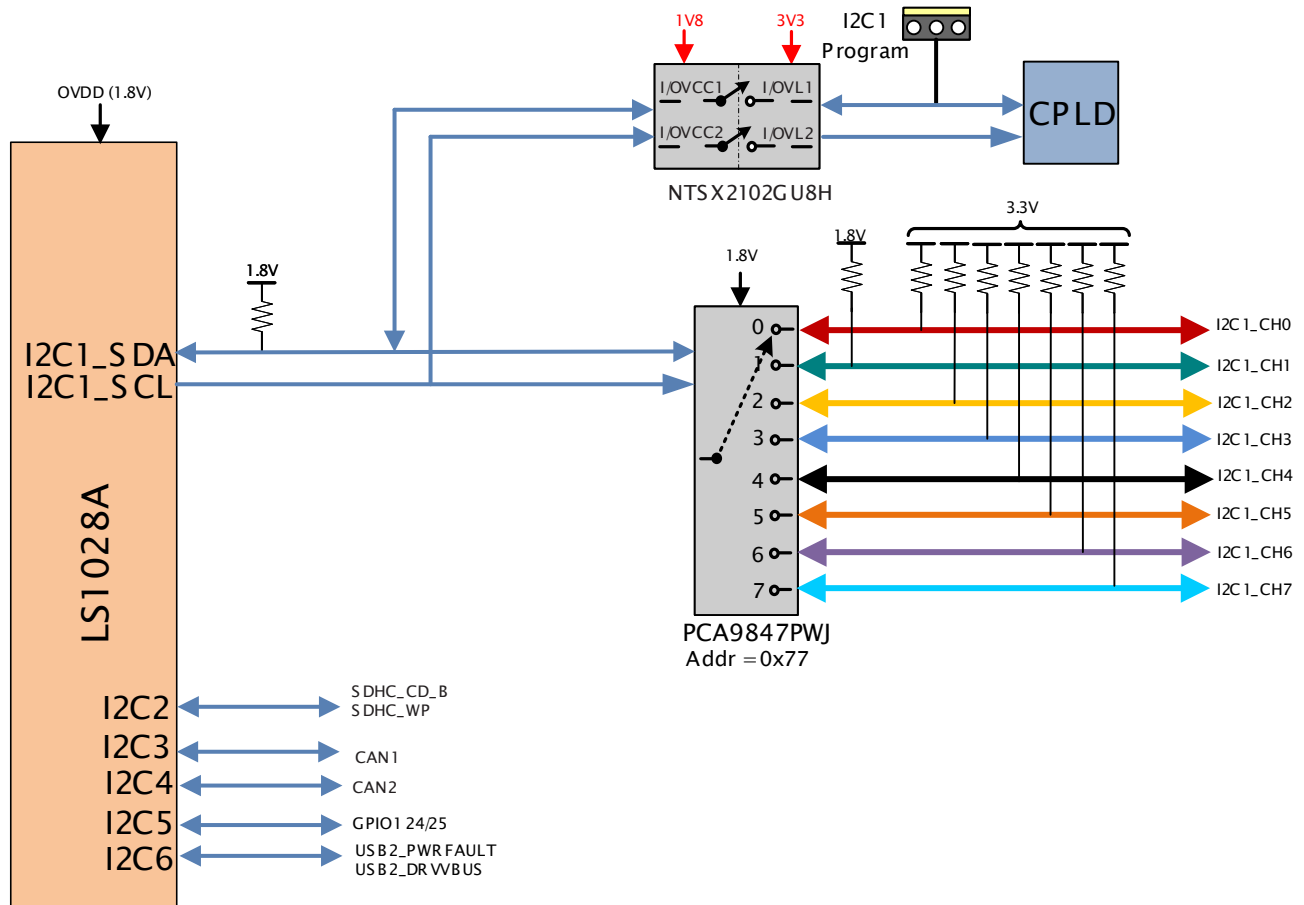 1V8
3V3
I2C1
Program
OVDD (1.8V)
I/OVCC1
I/OVL1
I/OVCC2
I/OVL2
CPLD
NTSX2102GU8H
3.3V
1.8V
1.8V
1.8V
I2C1_SDA
I2C1_SCL
LS1028A
0
1
2
3
4
5
6
7
I2C1_CH0
I2C1_CH1
I2C1_CH2
I2C1_CH3
I2C1_CH4
I2C1_CH5
I2C1_CH6
I2C1_CH7
PCA9847PWJ
Addr =0x77
I2C2
SDHC_CD_B
SDHC_WP
I2C3
CAN1
I2C4
CAN2
I2C5
GPIO1 24/25
I2C6
USB2_PWRFAULT
USB2_DRVVBUS